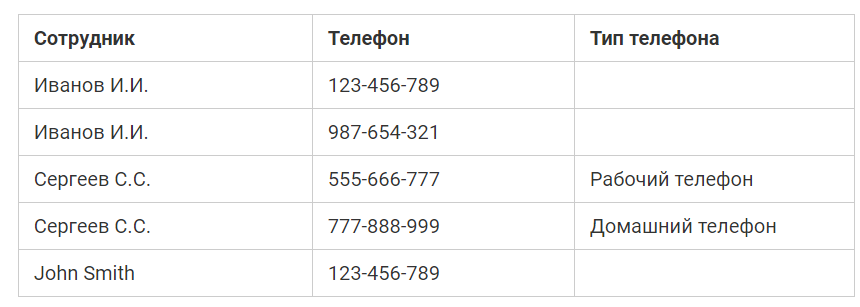 Сотрудник Телефон Тип телефона
Иванов И.И. 123-456-789
Иванов И.И. 987-654-321
Сергеев С.С. 555-666-777 Рабочий телефон
Сергеев С.С. 777-888-999 Домашний телефон
John Smith 123-456-789